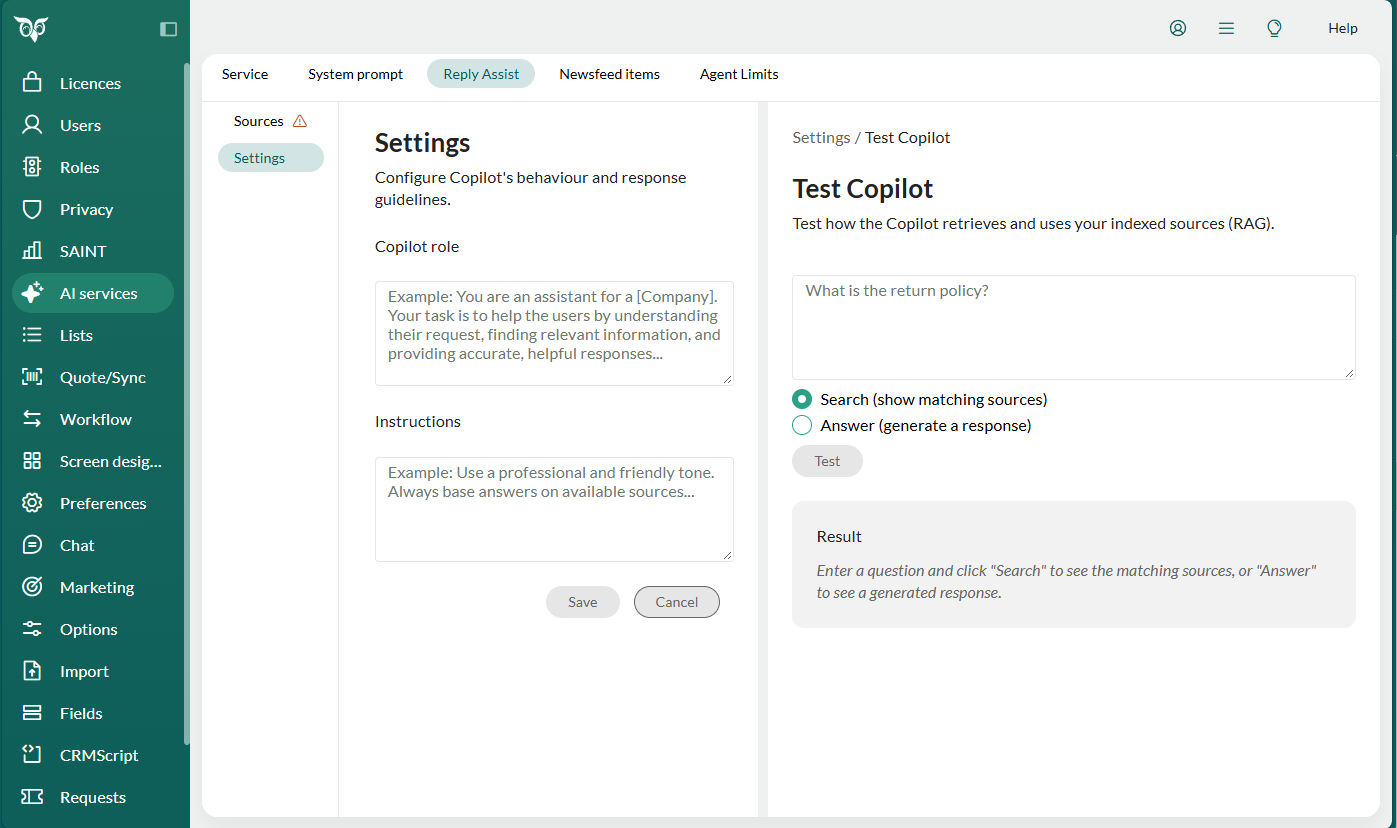 Licences
Users
Roles
Privacy
SAINT
AI services
Lists
Quote/Sync
Workflow
Screen desig...
Preferences
Chat
Marketing
Options
Import
Fields
CRMScript
Requests
Help
Service
System prompt
Reply Assist
Newsfeed items
Agent Limits
Sources
Settings
Settings
Configure Copilot's behaviour and response
guidelines.
Copilot role
Example: You are an assistant for a [Company].
Your task is to help the users by understanding
their request, finding relevant information, and
providing accurate, helpful responses...
Instructions
Example: Use a professional and friendly tone.
Always base answers on available sources...
Save
Cancel
Settings / Test Copilot
Test Copilot
Test how the Copilot retrieves and uses your indexed sources (RAG).
What is the return policy?
Search (show matching sources)
Answer (generate a response)
Test
Result
Enter a question and click "Search" to see the matching sources, or "Answer"
to see a generated response.